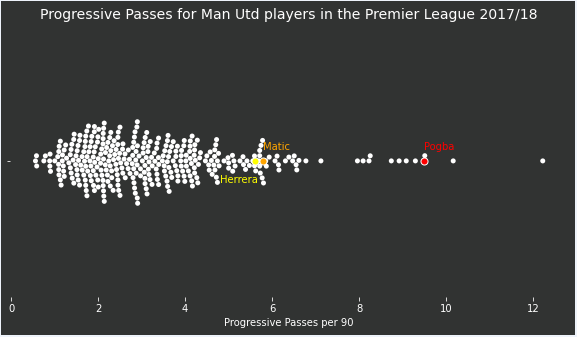 Progressive Passes for Man Utd players in the Premier League 2017/18
Matic
Pogba
Herrera
0 2 4 6 8 10 12
Progressive Passes per 90